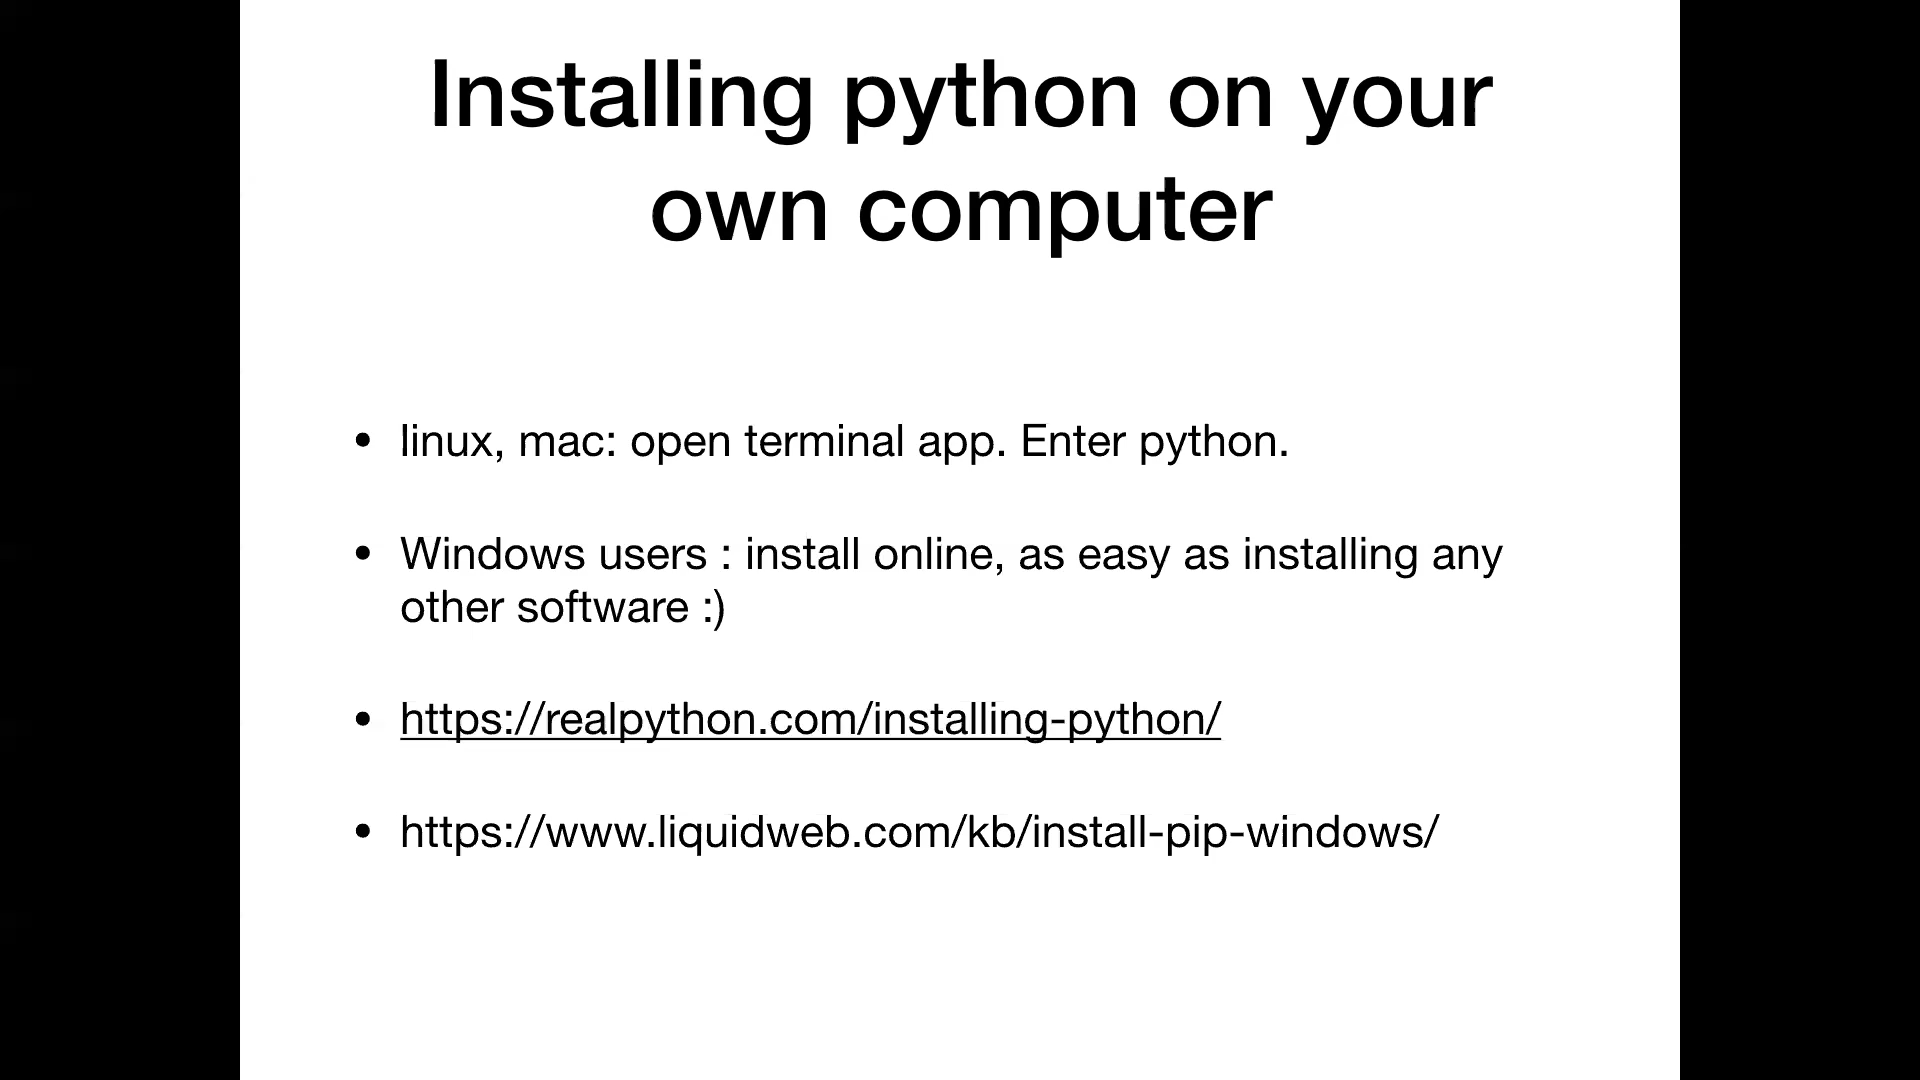 Installing python on your
own computer
• linux, mac: open terminal app. Enter python.
• Windows users : install online, as easy as installing any
other software :)
• https://realpython.com/installing-python/
• https://www.liquidweb.com/kb/install-pip-windows/